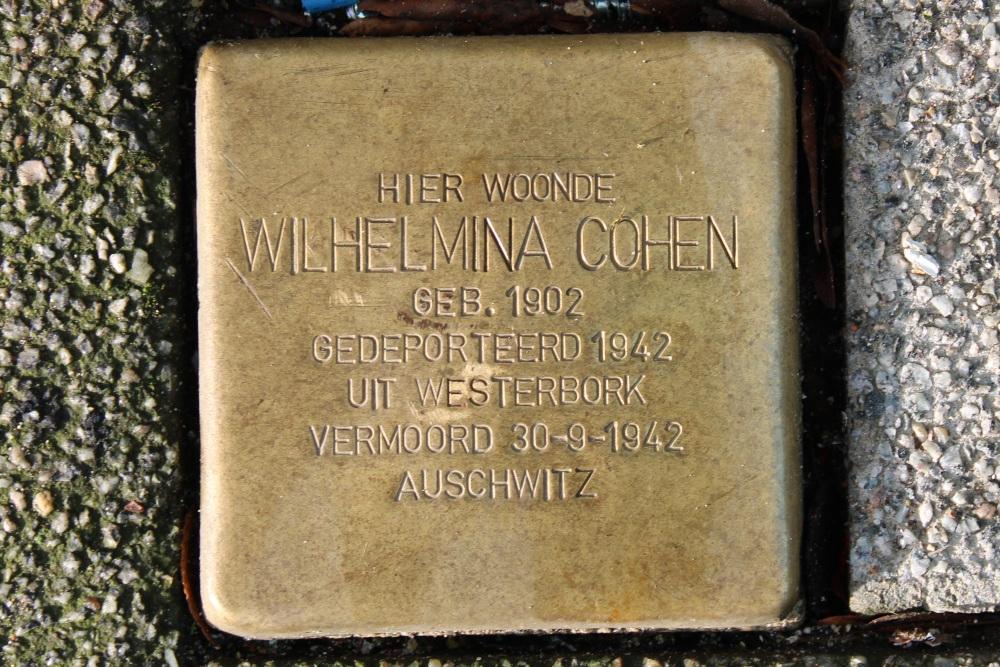 HIER WOONDE
WILHELMINA COHEN
GEB. 1902
GEDEPORTEERD 1942
UIT WESTERBORK
VERMOORD 30-9-1942
AUSCHWITZ